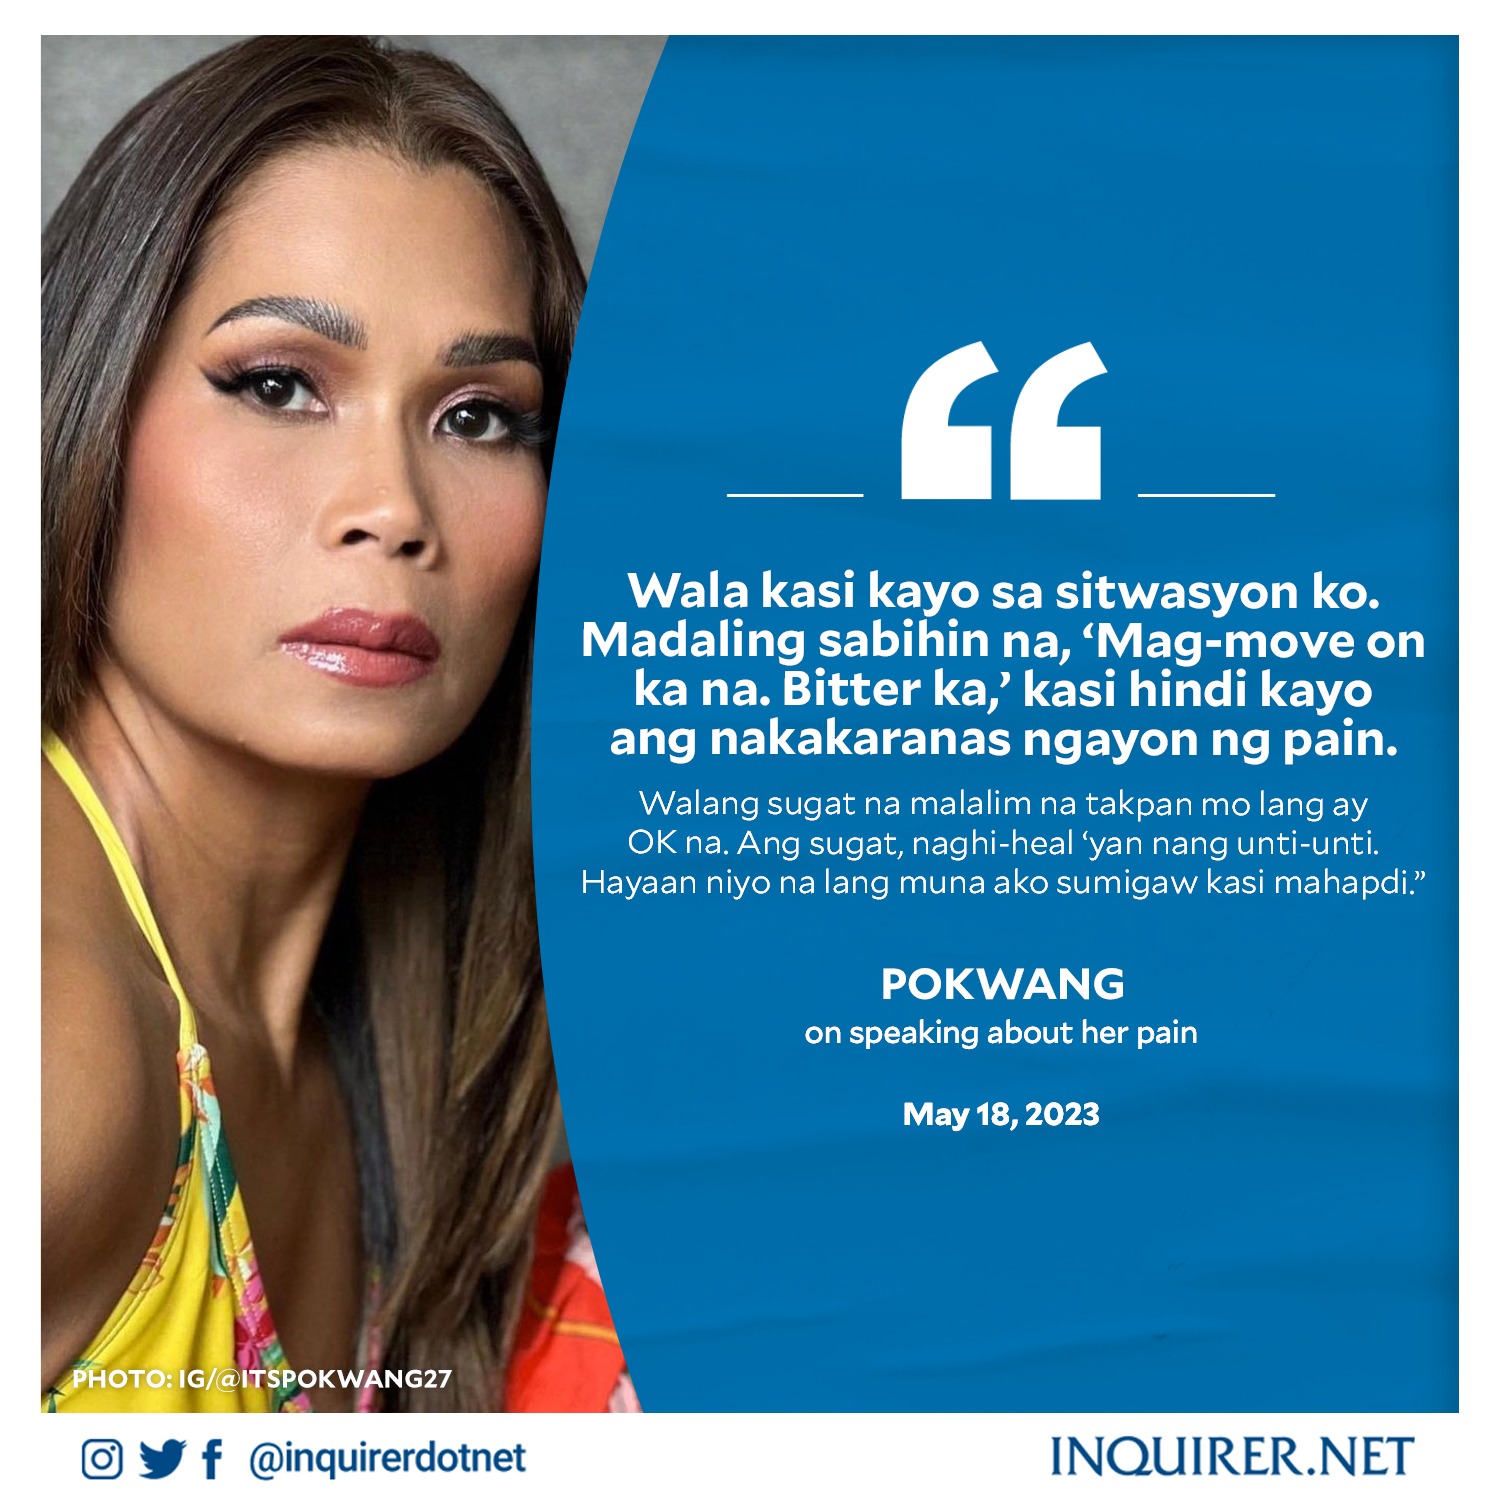 “
Wala kasi kayo sa sitwasyon ko.
Madaling sabihin na, ‘Mag-move on
ka na. Bitter ka,’ kasi hindi kayo
ang nakakaranas ngayon ng pain.
Walang sugat na malalim na takpan mo lang ay
OK na. Ang sugat, naghi-heal ‘yan nang unti-unti.
Hayaan niyo na lang muna ako sumigaw kasi mahapdi.”
POKWANG
on speaking about her pain
May 18, 2023
PHOTO: IG/@ITSPOKWANG27
@inquirerdotnet
INQUIRER.NET